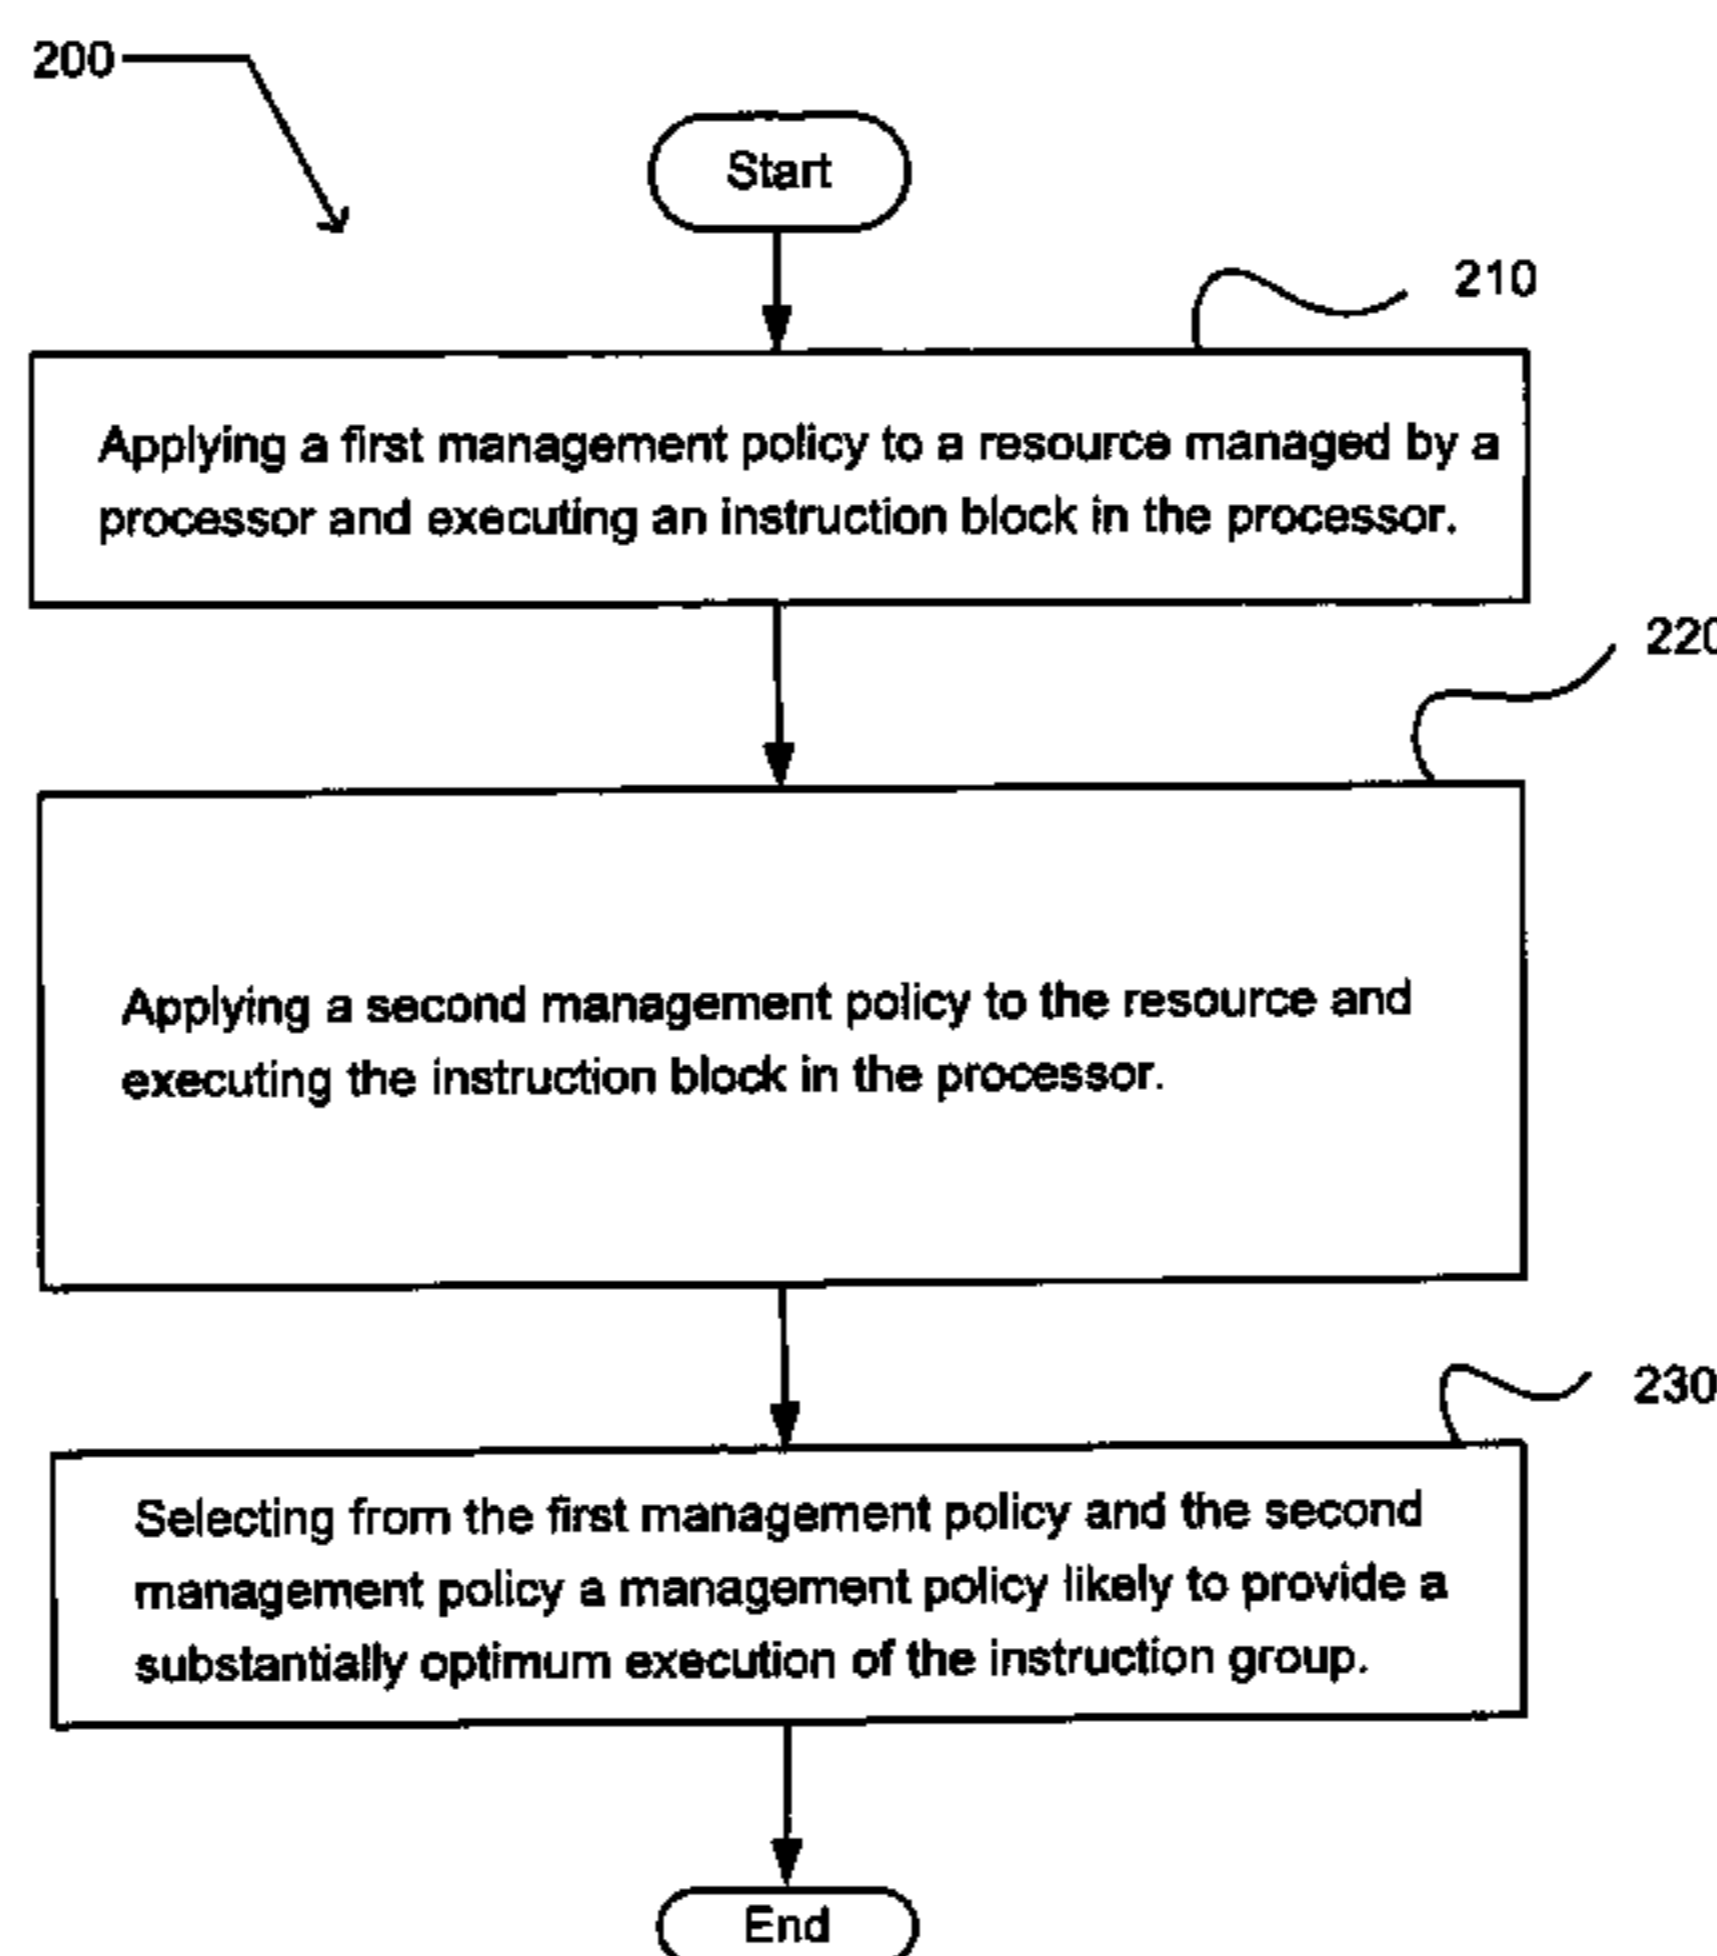 200
Start
210
Applying a first management policy to a resource managed by a
processor and executing an instruction block in the processor.
220
Applying a second management policy to the resource and
executing the instruction block in the processor.
230
Selecting from the first management policy and the second
management policy a management policy likely to provide a
substantially optimum execution of the instruction group.
End